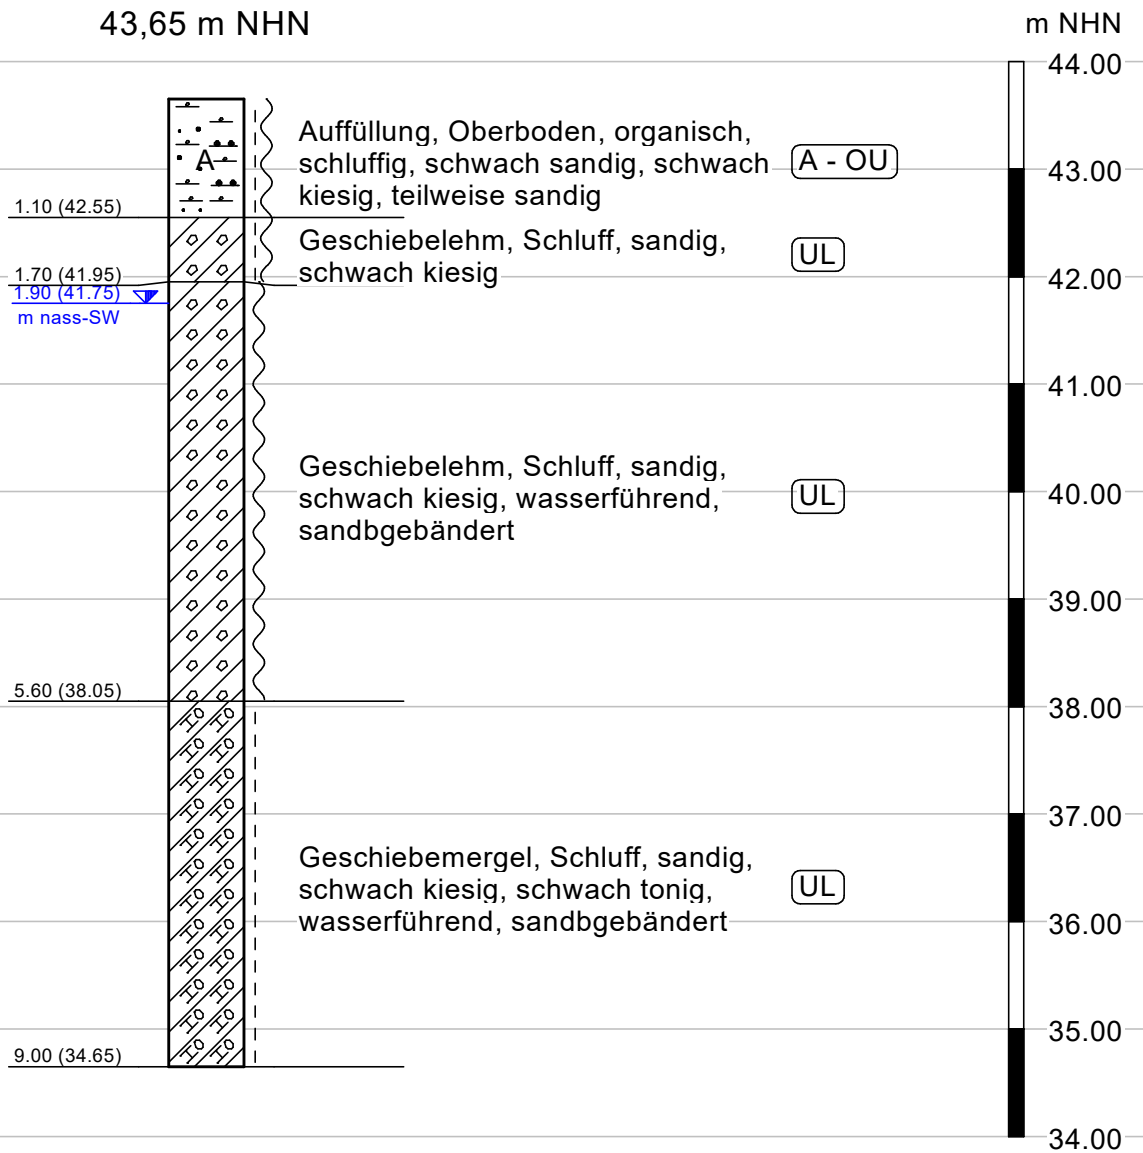 43,65 m NHN
m NHN
44.00
Auffüllung, Oberboden, organisch,
schluffig, schwach sandig, schwach
kiesig, teilweise sandig
A - OU
A
43.00
1.10 (42.55)
Geschiebelehm, Schluff, sandig,
schwach kiesig
UL
1.70 (41.95)
42.00
1.90 (41.75)
m nass-SW
41.00
Geschiebelehm, Schluff, sandig,
schwach kiesig, wasserführend,
sandbgebändert
UL
40.00
39.00
5.60 (38.05)
38.00
37.00
Geschiebemergel, Schluff, sandig,
schwach kiesig, schwach tonig,
wasserführend, sandbgebändert
UL
36.00
35.00
9.00 (34.65)
34.00